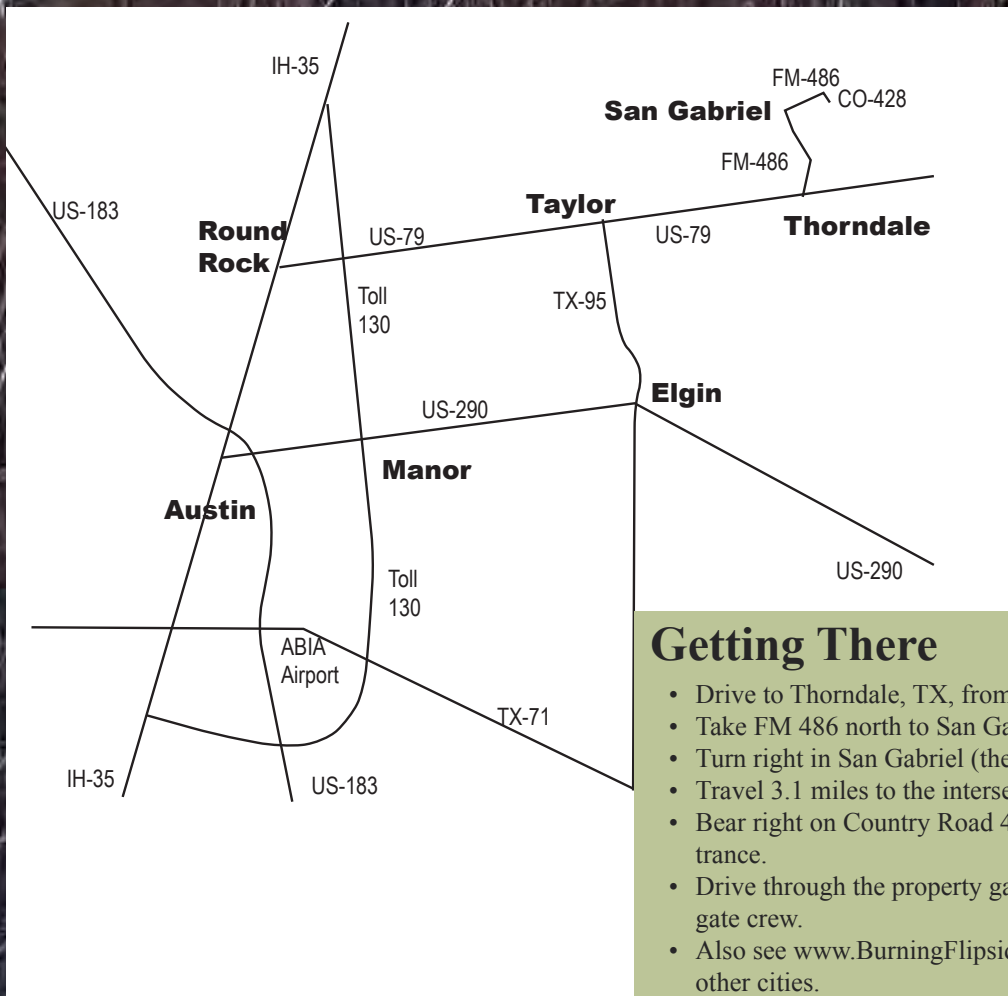 IH-35
FM-486
CO-428
San Gabriel
FM-486
US-183
Taylor
Round
Rock
US-79
US-79
Thorndale
Toll
130
TX-95
Elgin
US-290
Manor
Austin
US-290
Toll
130
ABIA
Airport
TX-71
IH-35
US-183
Getting There
• Drive to Thorndale, TX, from
• Take FM 486 north to San
• Turn right in San Gabriel
• Travel 3.1 miles to the
• Bear right on Country Road
trance.
• Drive through the property
gate crew.
• Also see
other cities.